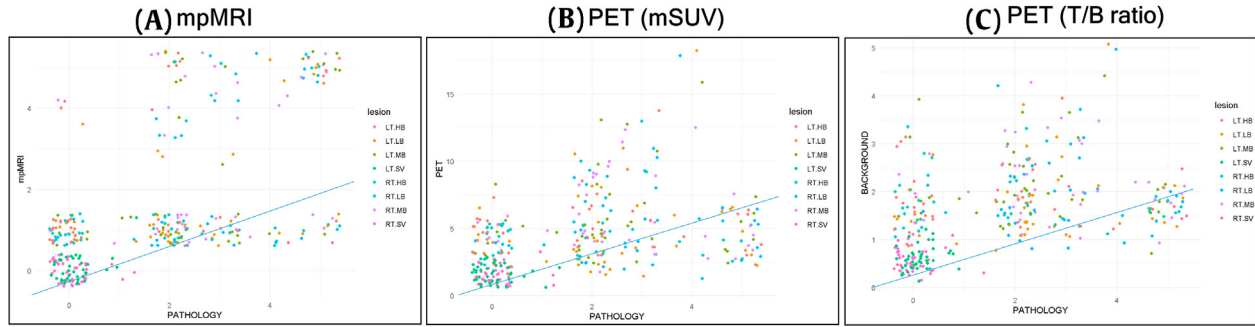 (A) mpMRI
mpMRI
4
2
0
0
2
4
PATHOLOGY
lesion
LT.HB
LT.LB
LT.MB
LT.SV
RT.HB
RT.LB
RT.MB
RT.SV
(B) PET (mSUV)
PET
15
10
5
0
0
2
4
PATHOLOGY
lesion
LT.HB
LT.LB
LT.MB
LT.SV
RT.HB
RT.LB
RT.MB
RT.SV
(C) PET (T/B ratio)
BACKGROUND
5
4
3
2
1
0
0
2
4
PATHOLOGY
lesion
LT.HB
LT.LB
LT.MB
LT.SV
RT.HB
RT.LB
RT.MB
RT.SV